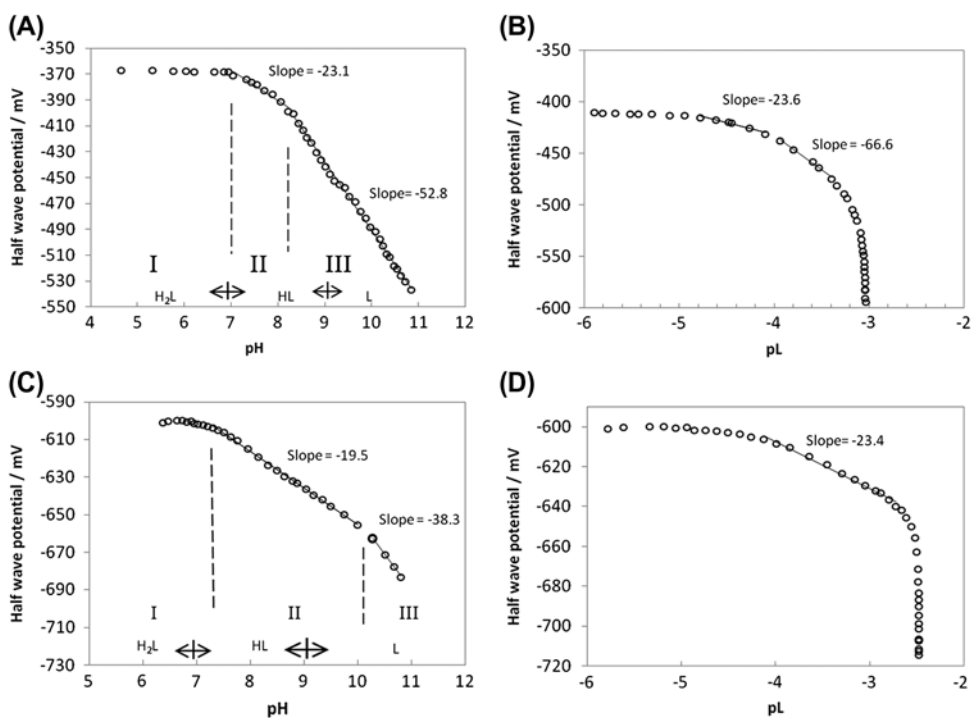 (A)
-350
-370
-390
-410
-430
-450
-470
-490
-510
-530
-550
Half wave potential / mV
Slope= -23.1
Slope= -52.8
I
II
III
H₂L
HL
L
4 5 6 7 8 9 10 11 12
pH
(B)
-350
-400
-450
-500
-550
-600
Half wave potential / mV
Slope= -23.6
Slope= -66.6
-6 -5 -4 -3 -2
pL
(C)
-590
-610
-630
-650
-670
-690
-710
-730
Half wave potential / mV
Slope= -19.5
Slope= -38.3
I
II
III
H₂L
HL
L
5 6 7 8 9 10 11 12
pH
(D)
-600
-620
-640
-660
-680
-700
-720
Half wave potential / mV
Slope= -23.4
-6 -5 -4 -3 -2
pL